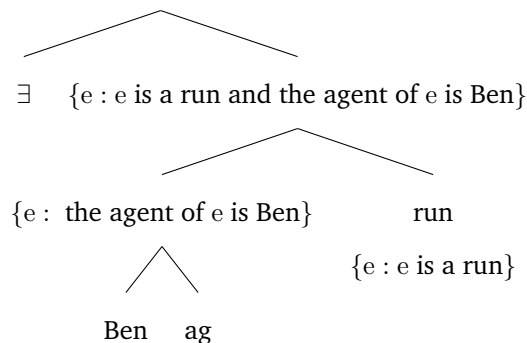 ∃ {e : e is a run and the agent of e is Ben}
{e : the agent of e is Ben} run
{e : e is a run}
Ben ag